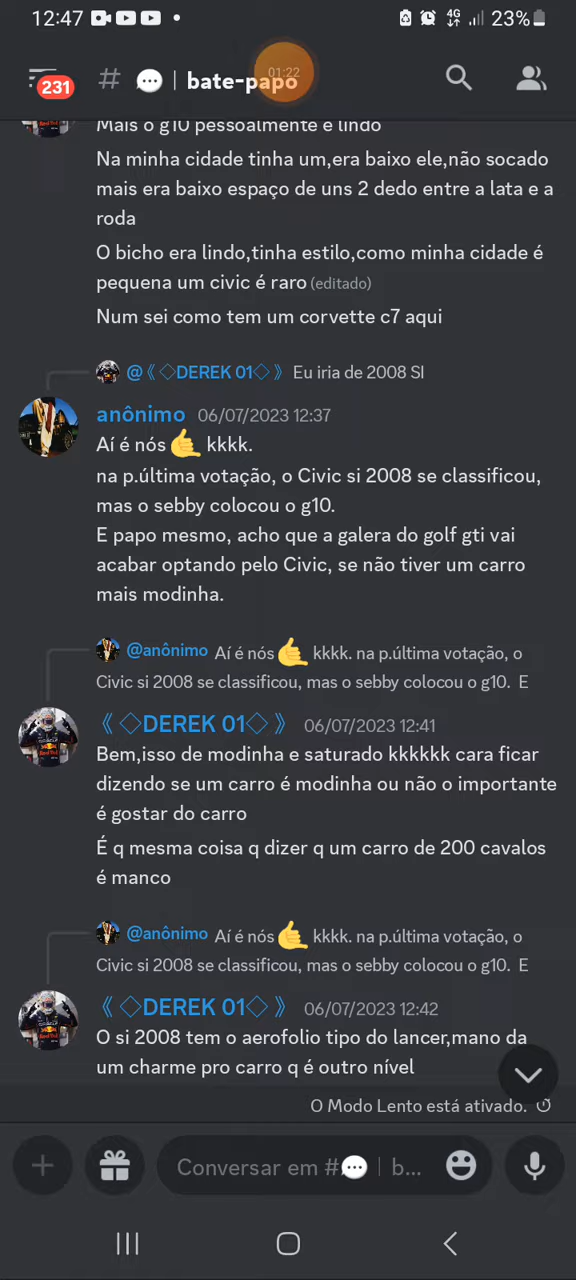 12:47
4G
23%
231
# 💬 | bate-papo
01:22
Mais o g10 pessoalmente e lindo
Na minha cidade tinha um,era baixo ele,não socado
mais era baixo espaço de uns 2 dedo entre a lata e a
roda
O bicho era lindo,tinha estilo,como minha cidade é
pequena um civic é raro (editado)
Num sei como tem um corvette c7 aqui
@《◇DEREK 01◇》 Eu iria de 2008 SI
anônimo 06/07/2023 12:37
Aí é nós 🤙 kkkk.
na p.última votação, o Civic si 2008 se classificou,
mas o sebby colocou o g10.
E papo mesmo, acho que a galera do golf gti vai
acabar optando pelo Civic, se não tiver um carro
mais modinha.
@anônimo Aí é nós 🤙 kkkk. na p.última votação, o
Civic si 2008 se classificou, mas o sebby colocou o g10. E
《◇DEREK 01◇》 06/07/2023 12:41
Bem,isso de modinha e saturado kkkkkk cara ficar
dizendo se um carro é modinha ou não o importante
é gostar do carro
É q mesma coisa q dizer q um carro de 200 cavalos
é manco
@anônimo Aí é nós 🤙 kkkk. na p.última votação, o
Civic si 2008 se classificou, mas o sebby colocou o g10. E
《◇DEREK 01◇》 06/07/2023 12:42
O si 2008 tem o aerofolio tipo do lancer,mano da
um charme pro carro q é outro nível
O Modo Lento está ativado.
Conversar em #💬 | b...